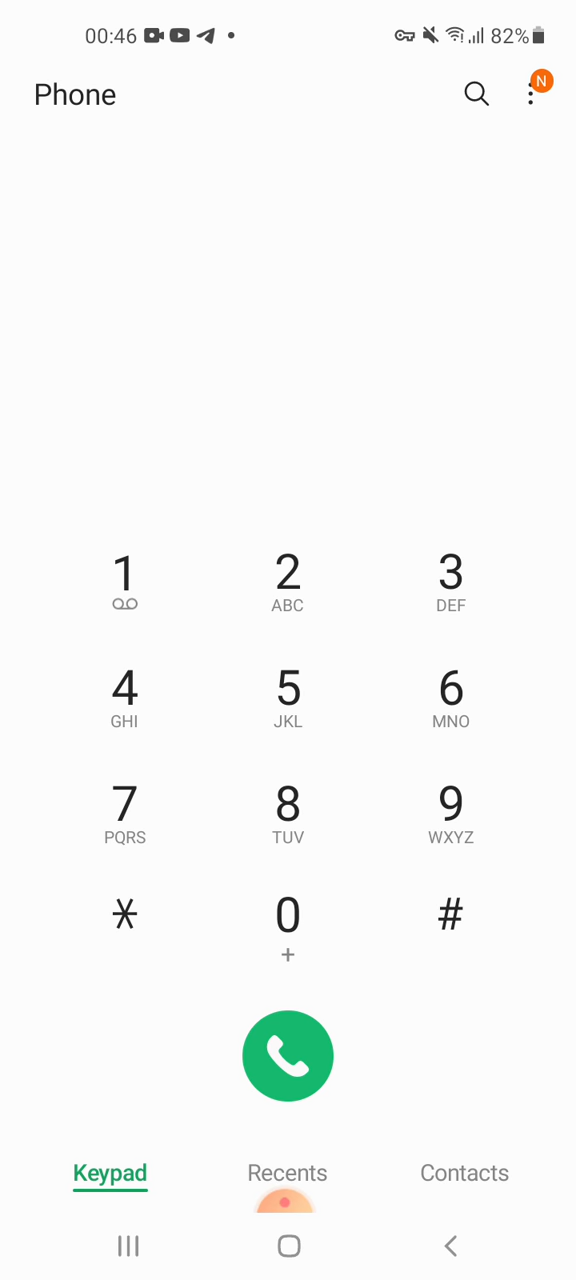 00:46 82%
Phone N
1 2 3
ABC DEF
4 5 6
GHI JKL MNO
7 8 9
PQRS TUV WXYZ
* 0 #
+
Keypad Recents Contacts